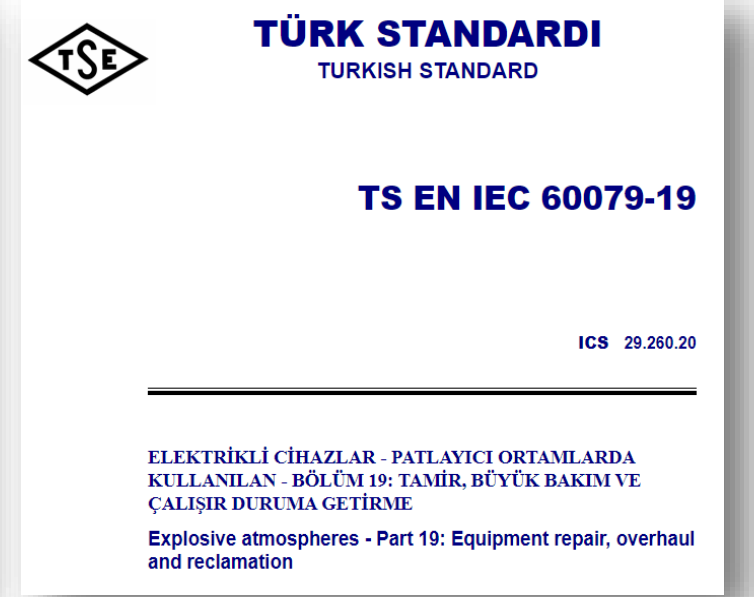 TSE
TÜRK STANDARDI
TURKISH STANDARD
TS EN IEC 60079-19
ICS 29.260.20
ELEKTRİKLİ CİHAZLAR - PATLAYICI ORTAMLARDA
KULLANILAN - BÖLÜM 19: TAMİR, BÜYÜK BAKIM VE
ÇALIŞIR DURUMA GETİRME
Explosive atmospheres - Part 19: Equipment repair, overhaul
and reclamation